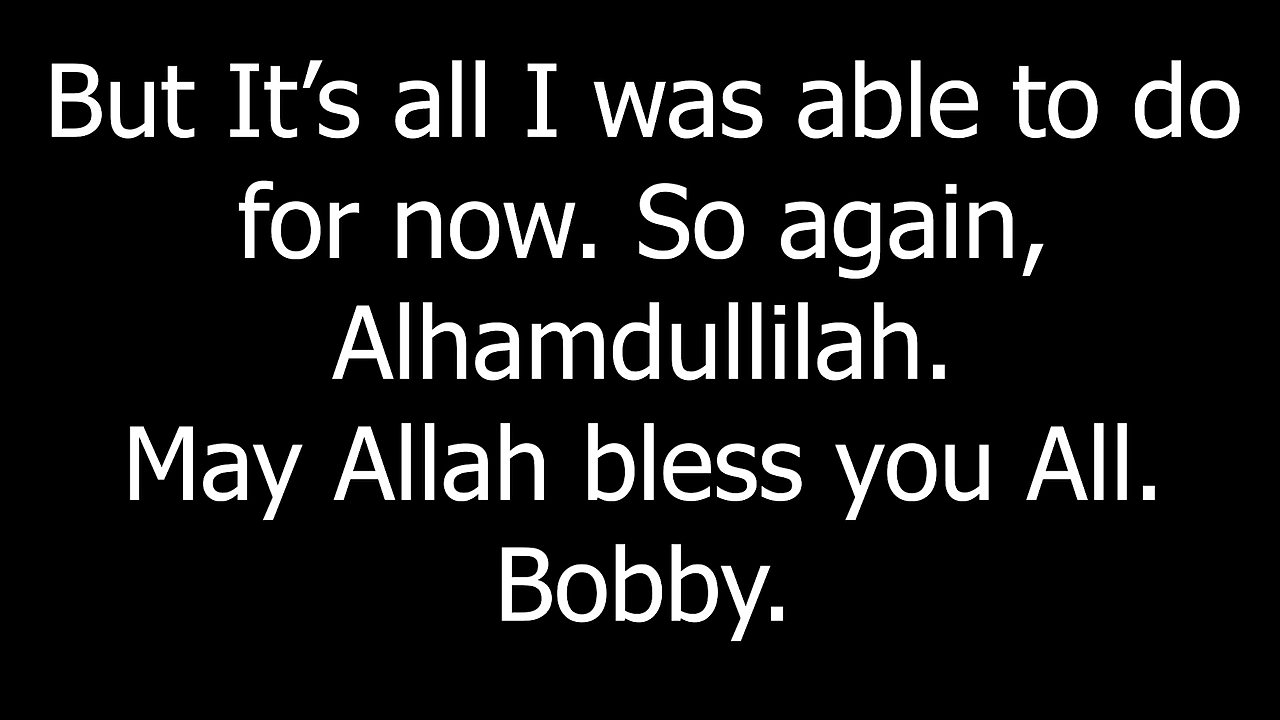 But It’s all I was able to do
for now. So again,
Alhamdullilah.
May Allah bless you All.
Bobby.